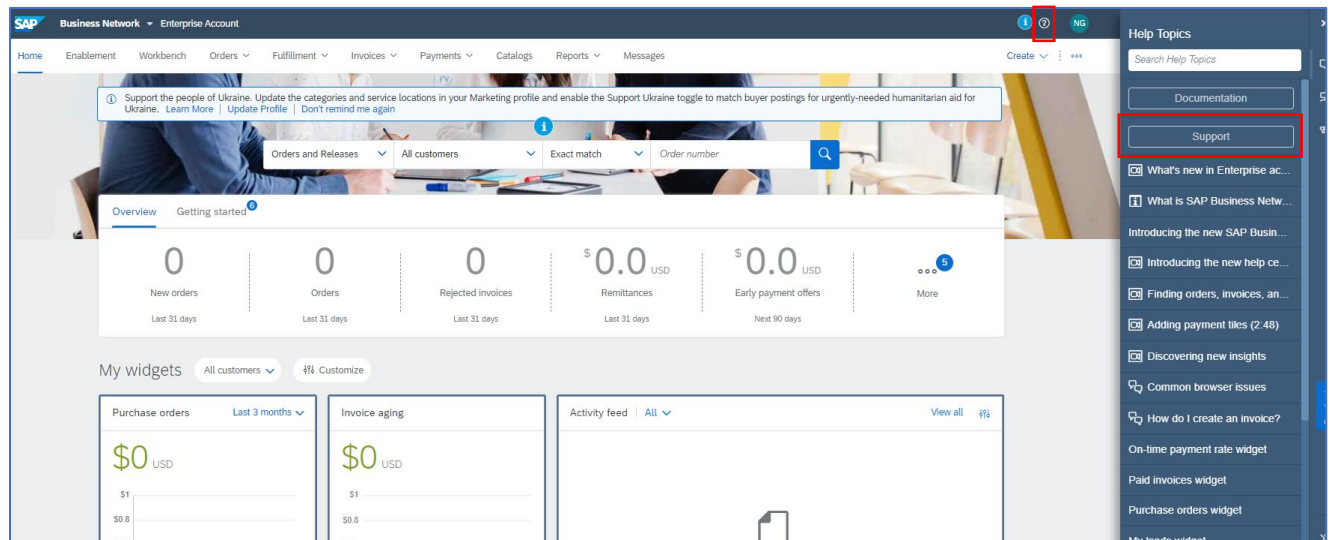 SAP Business Network Enterprise Account
NG
Home Enablement Workbench Orders Fulfillment Invoices Payments Catalogs Reports Messages Create
Support the people of Ukraine. Update the categories and service locations in your Marketing profile and enable the Support Ukraine toggle to match buyer postings for urgently-needed humanitarian aid for
Ukraine. Learn More | Update Profile | Don't remind me again
Orders and Releases All customers Exact match Order number
Overview Getting started 6
0 0 0 $ 0.0 USD $ 0.0 USD 5
New orders Orders Rejected invoices Remittances Early payment offers More
Last 31 days Last 31 days Last 31 days Last 31 days Next 90 days
My widgets All customers Customize
Purchase orders Last 3 months Invoice aging Activity feed | All View all
$0 USD $0 USD
$1 $1
$0.8 $0.8
Help Topics
Search Help Topics
Documentation
Support
What's new in Enterprise ac...
What is SAP Business Netw...
Introducing the new SAP Busin...
Introducing the new help ce...
Finding orders, invoices, an...
Adding payment tiles (2:48)
Discovering new insights
Common browser issues
How do I create an invoice?
On-time payment rate widget
Paid invoices widget
Purchase orders widget
My leads widget